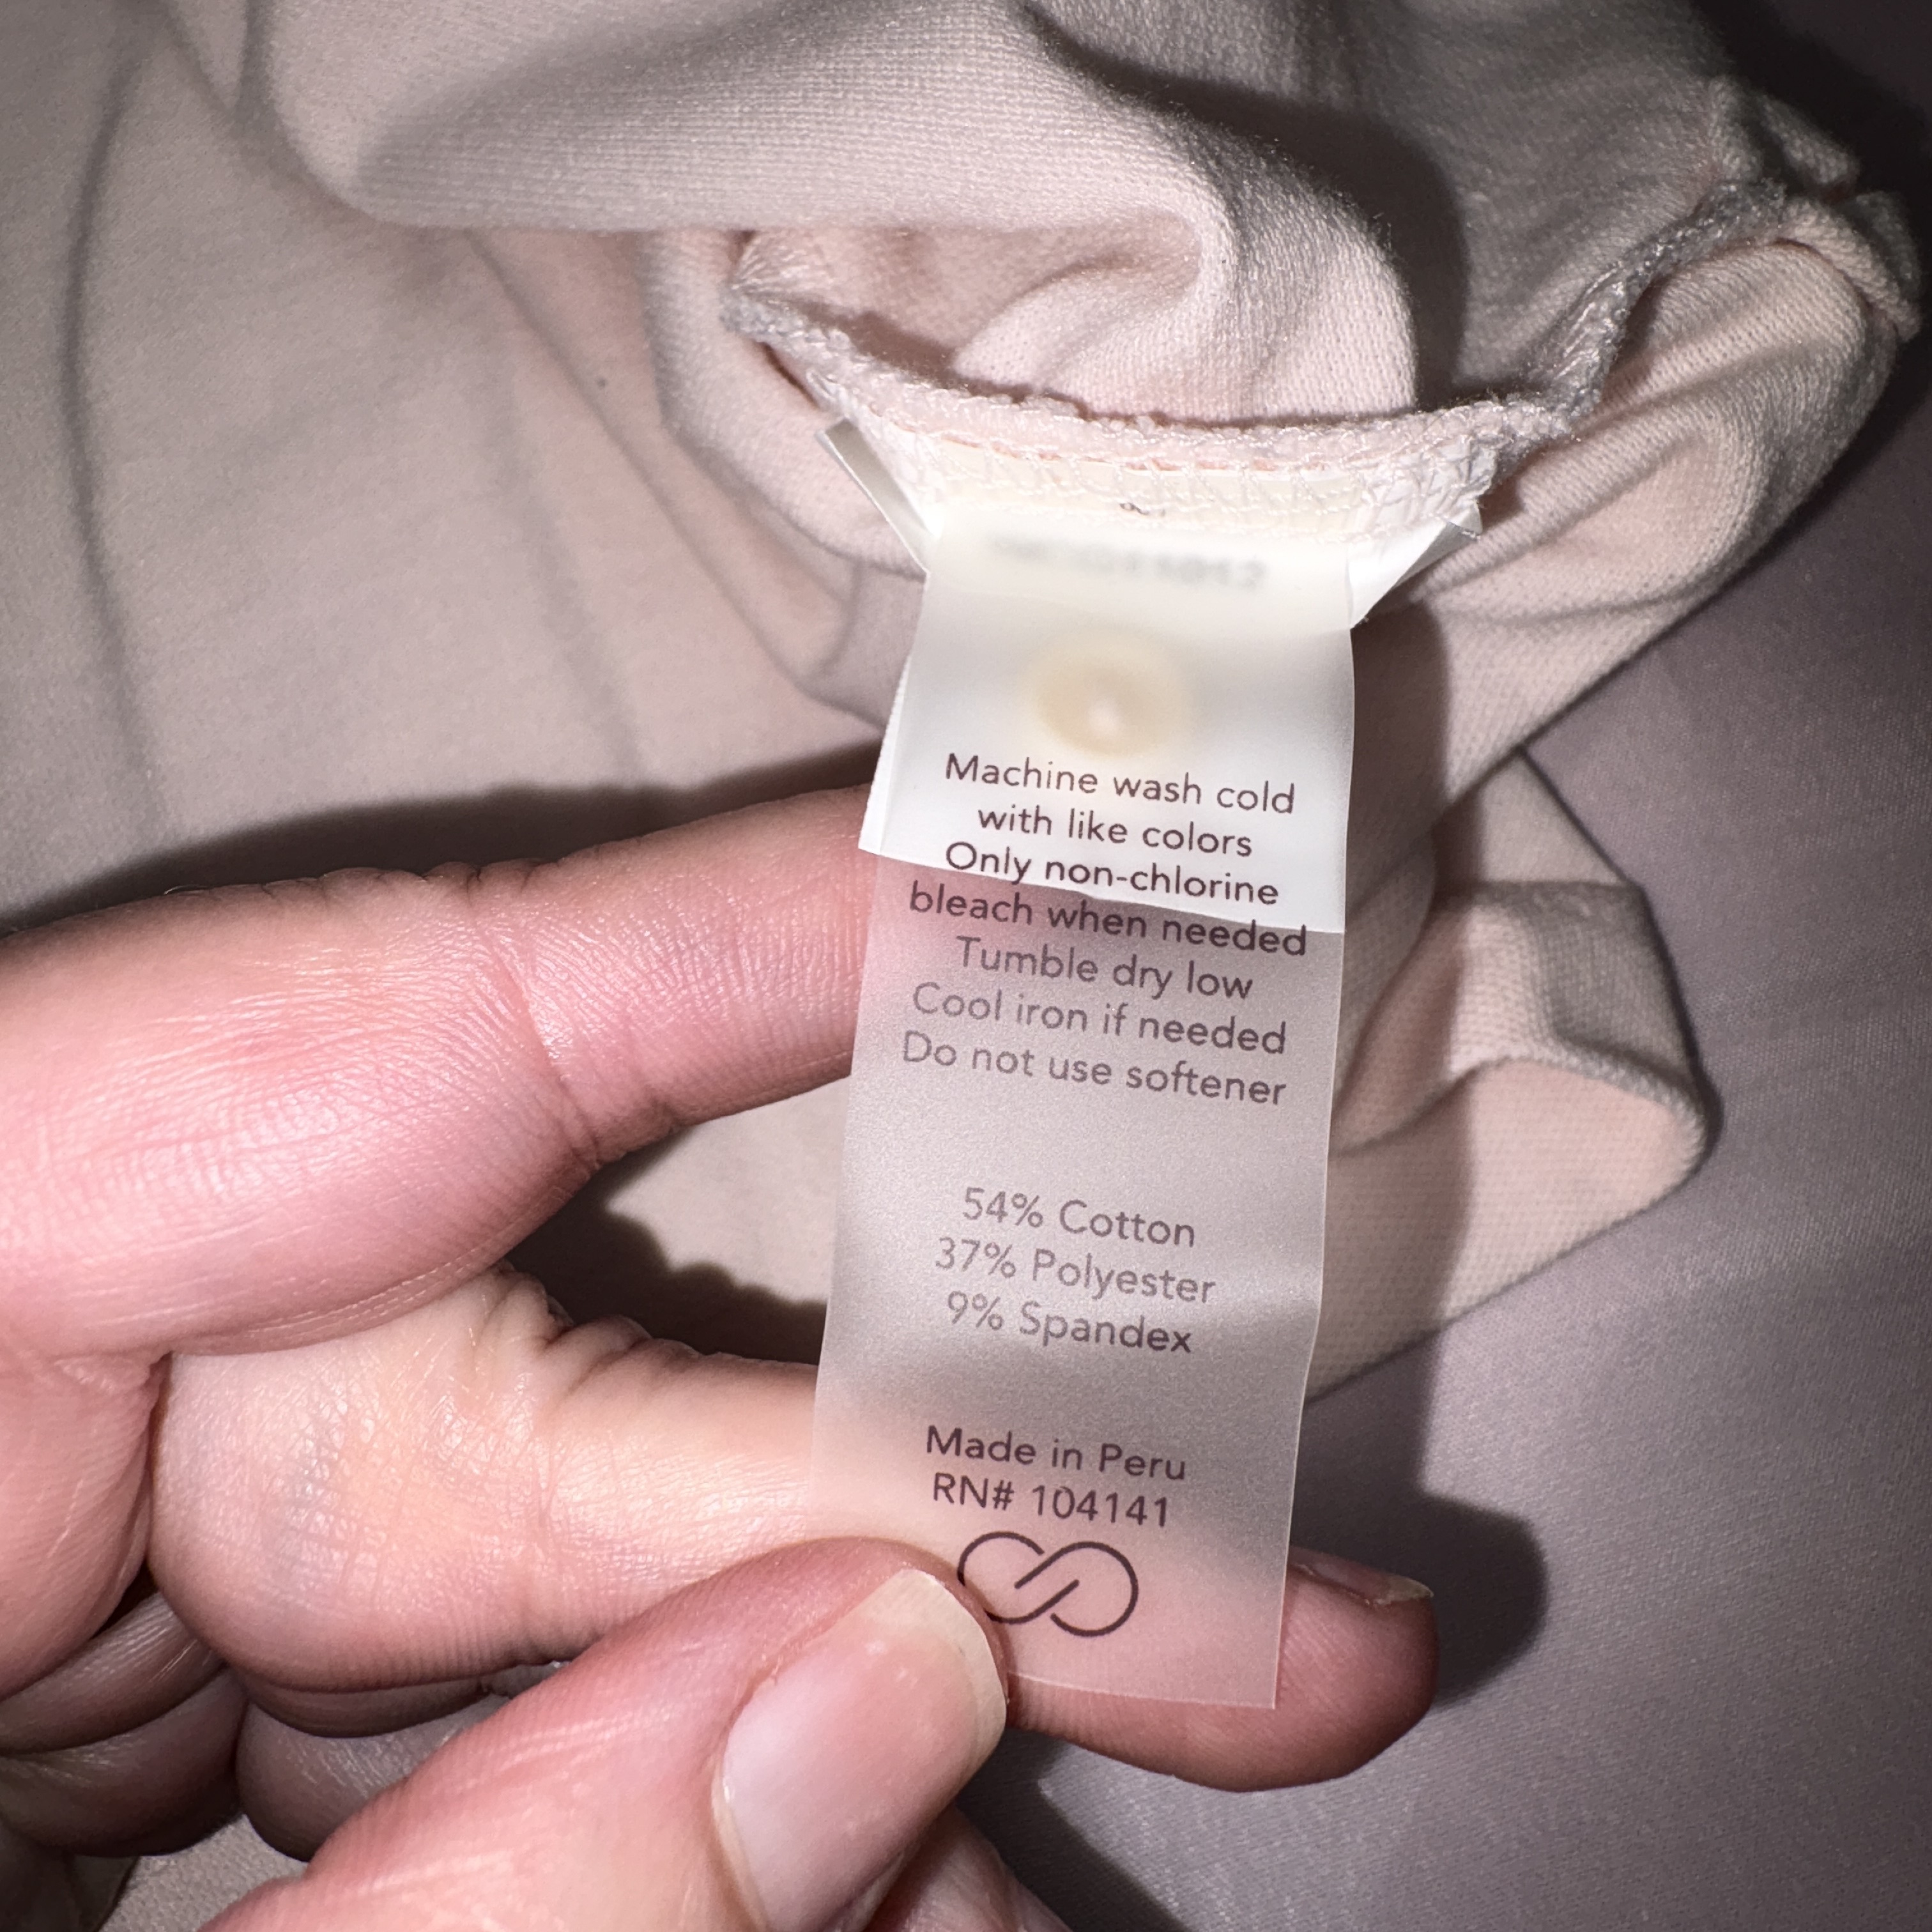 Machine wash cold
with like colors
Only non-chlorine
bleach when needed
Tumble dry low
Cool iron if needed
Do not use softener
54% Cotton
37% Polyester
9% Spandex
Made in Peru
RN# 104141